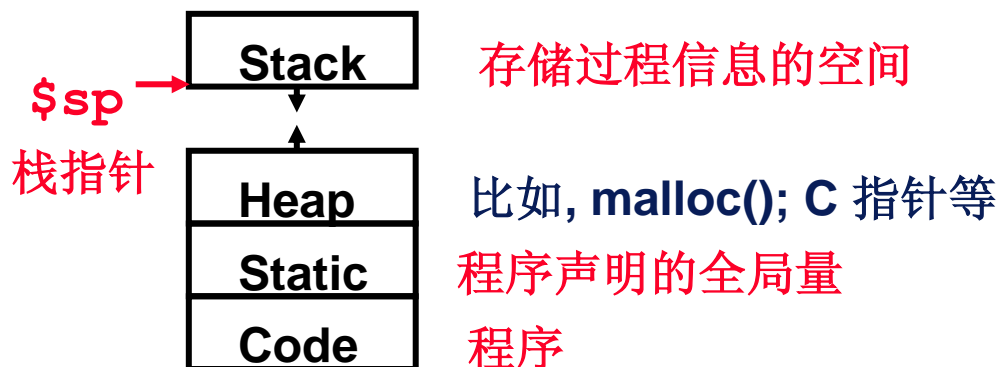 Stack
存储过程信息的空间
$sp
栈指针
Heap
比如, malloc(); C 指针等
Static
程序声明的全局量
Code
程序